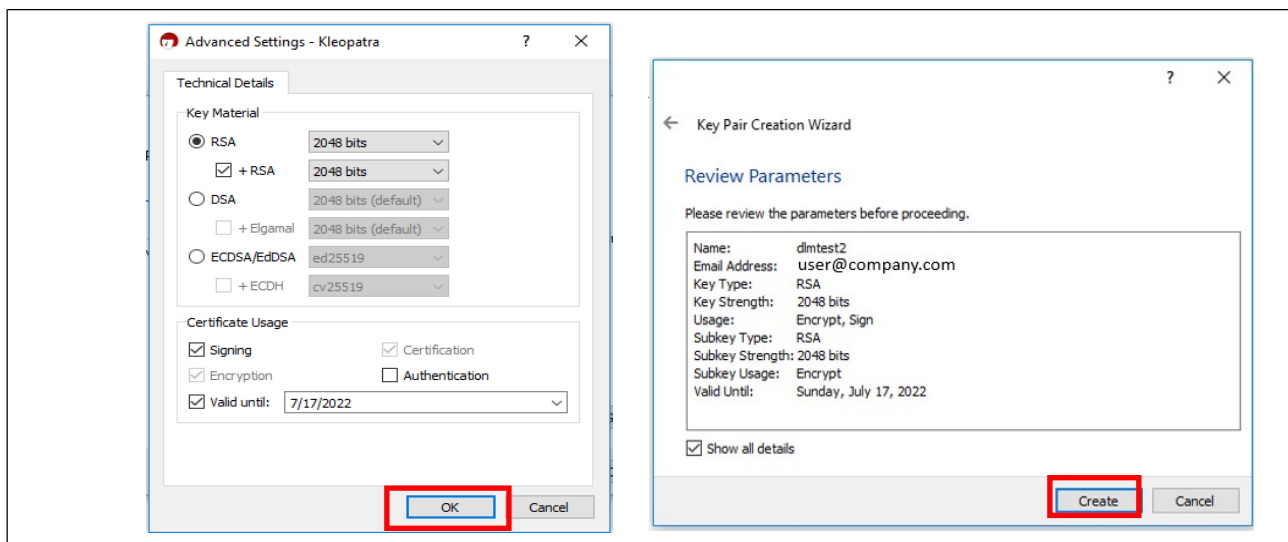 Advanced Settings - Kleopatra ? ×
Technical Details
Key Material
RSA 2048 bits
+ RSA 2048 bits
DSA 2048 bits (default)
+ Elgamal 2048 bits (default)
ECDSA/EdDSA ed25519
+ ECDH cv25519
Certificate Usage
Signing Certification
Encryption Authentication
Valid until: 7/17/2022
OK Cancel
? ×
← Key Pair Creation Wizard
Review Parameters
Please review the parameters before proceeding.
Name: dlmtest2
Email Address: user@company.com
Key Type: RSA
Key Strength: 2048 bits
Usage: Encrypt, Sign
Subkey Type: RSA
Subkey Strength: 2048 bits
Subkey Usage: Encrypt
Valid Until: Sunday, July 17, 2022
Show all details
Create Cancel